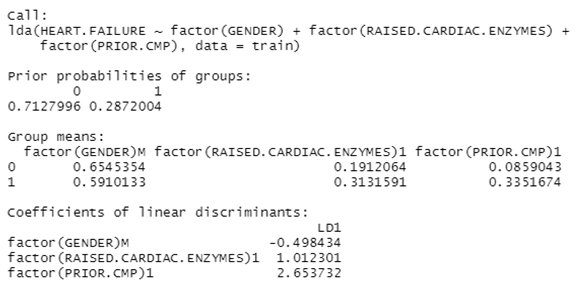 Call:
lda(HEART.FAILURE ~ factor(GENDER) + factor(RAISED.CARDIAC.ENZYMES) +
    factor(PRIOR.CMP), data = train)

Prior probabilities of groups:
        0         1
0.7127996 0.2872004

Group means:
  factor(GENDER)M factor(RAISED.CARDIAC.ENZYMES)1 factor(PRIOR.CMP)1
0       0.6545354                       0.1912064          0.0859043
1       0.5910133                       0.3131591          0.3351674

Coefficients of linear discriminants:
                                      LD1
factor(GENDER)M                 -0.498434
factor(RAISED.CARDIAC.ENZYMES)1  1.012301
factor(PRIOR.CMP)1               2.653732